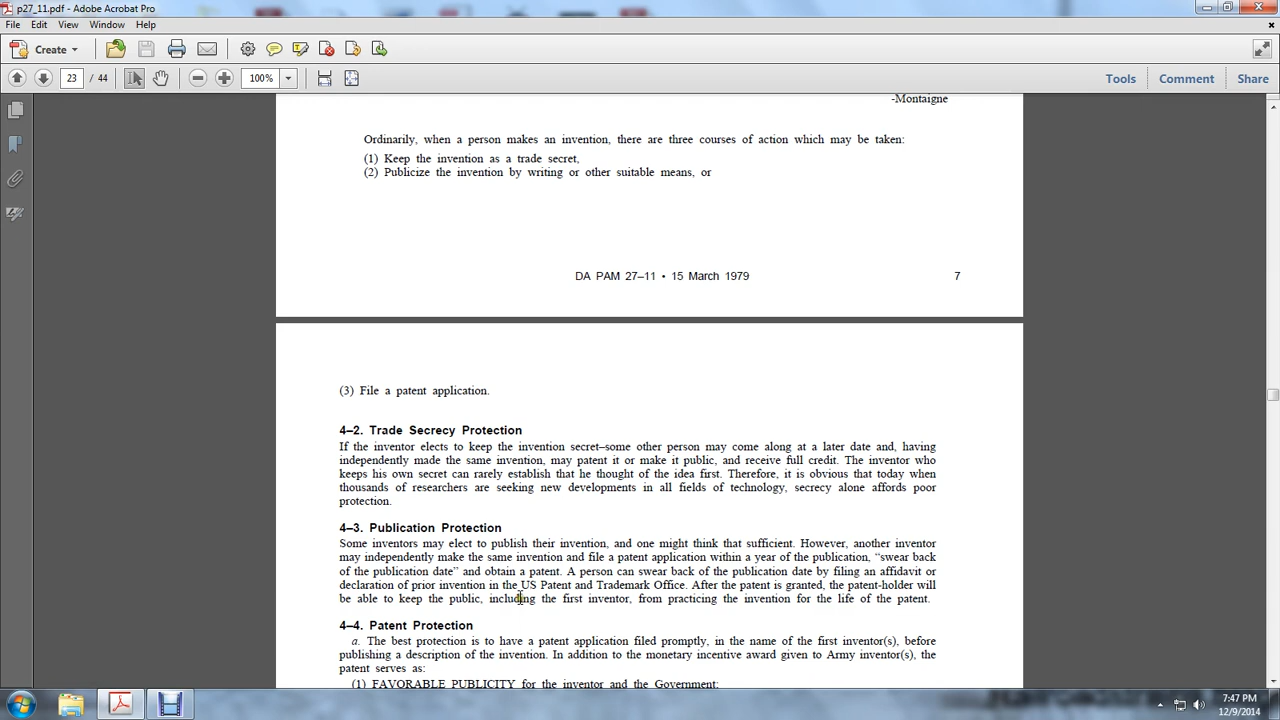 p27_11.pdf - Adobe Acrobat Pro
File Edit View Window Help
Create
23 / 44
100%
Tools Comment Share
-Montaigne
Ordinarily, when a person makes an invention, there are three courses of action which may be taken:
(1) Keep the invention as a trade secret,
(2) Publicize the invention by writing or other suitable means, or
DA PAM 27–11 • 15 March 1979 7
(3) File a patent application.
4–2. Trade Secrecy Protection
If the inventor elects to keep the invention secret–some other person may come along at a later date and, having
independently made the same invention, may patent it or make it public, and receive full credit. The inventor who
keeps his own secret can rarely establish that he thought of the idea first. Therefore, it is obvious that today when
thousands of researchers are seeking new developments in all fields of technology, secrecy alone affords poor
protection.
4–3. Publication Protection
Some inventors may elect to publish their invention, and one might think that sufficient. However, another inventor
may independently make the same invention and file a patent application within a year of the publication, “swear back
of the publication date” and obtain a patent. A person can swear back of the publication date by filing an affidavit or
declaration of prior invention in the US Patent and Trademark Office. After the patent is granted, the patent-holder will
be able to keep the public, including the first inventor, from practicing the invention for the life of the patent.
4–4. Patent Protection
a. The best protection is to have a patent application filed promptly, in the name of the first inventor(s), before
publishing a description of the invention. In addition to the monetary incentive award given to Army inventor(s), the
patent serves as:
(1) FAVORABLE PUBLICITY for the inventor and the Government;
7:47 PM
12/9/2014